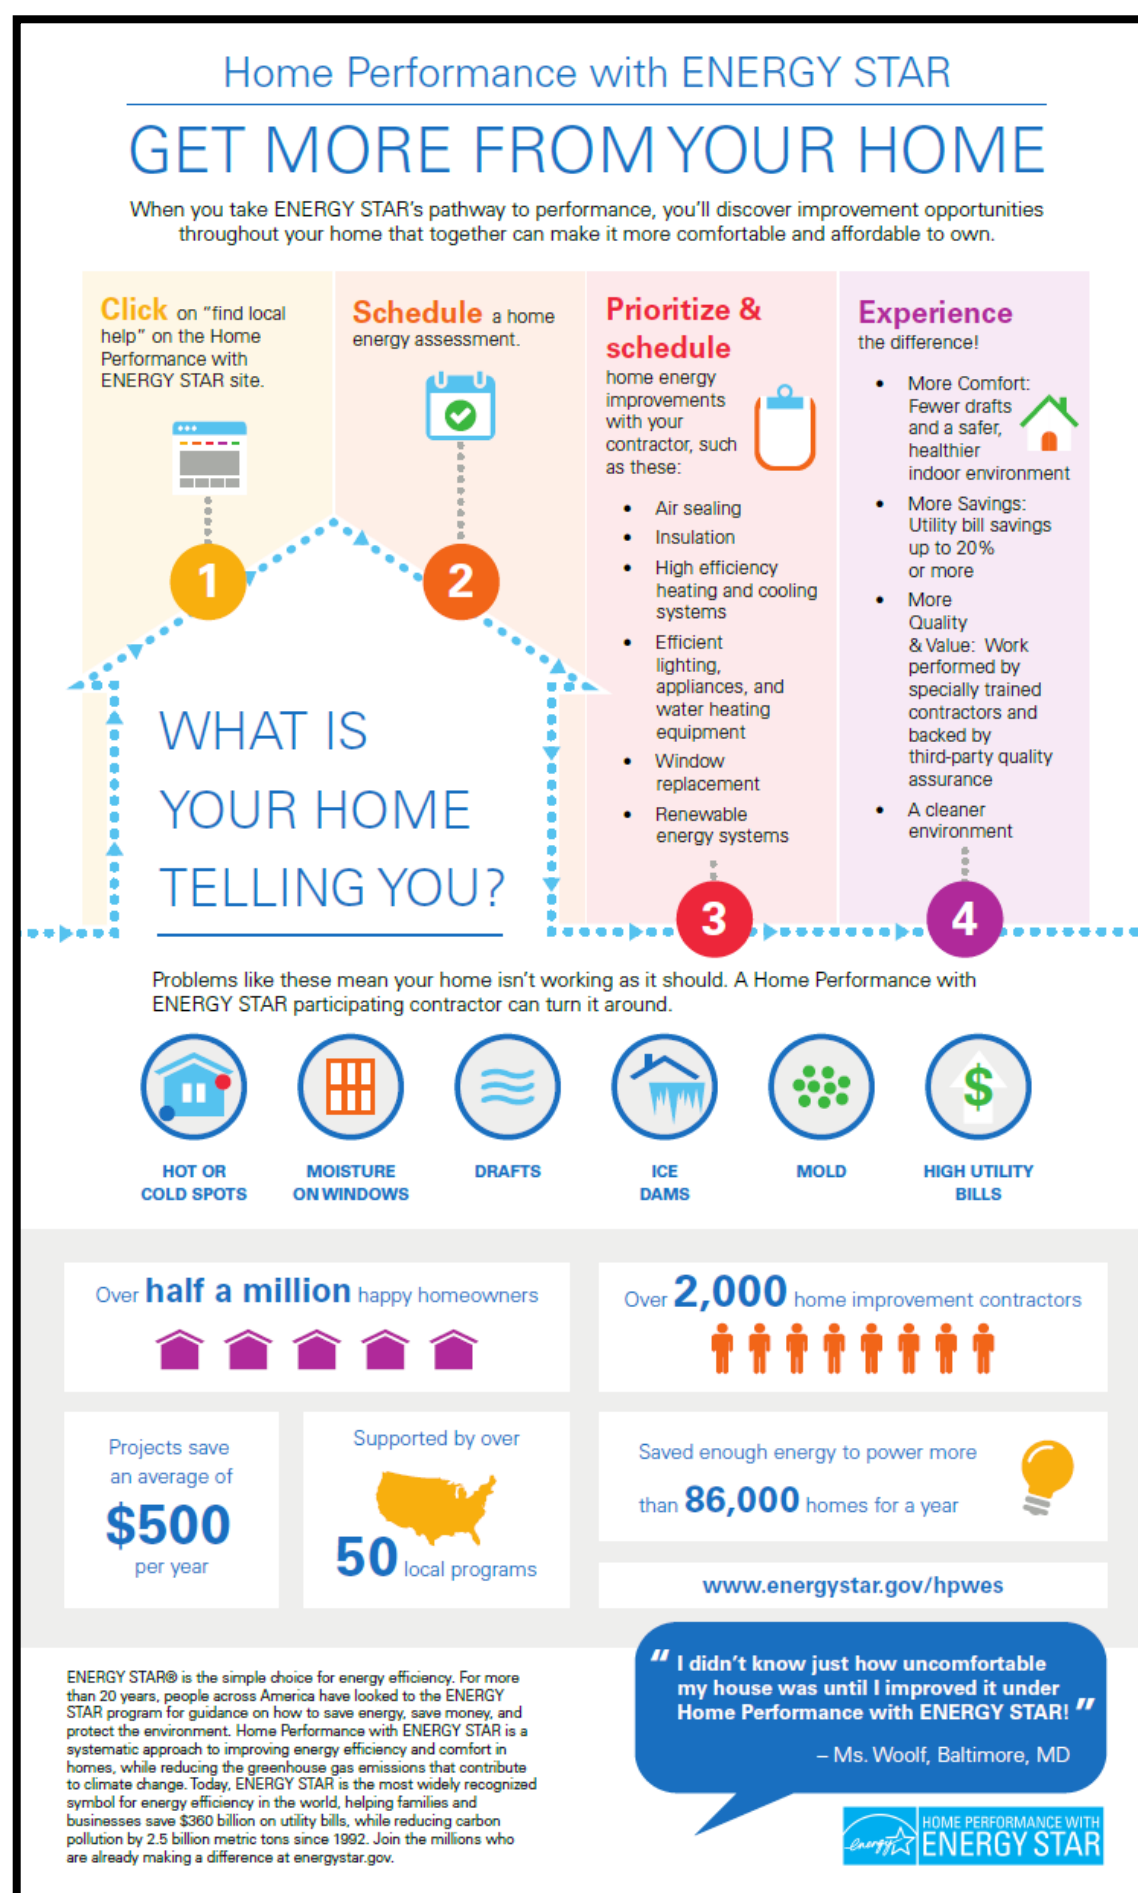 Home Performance with ENERGY STAR
GET MORE FROM YOUR HOME
When you take ENERGY STAR's pathway to performance, you'll discover improvement opportunities
throughout your home that together can make it more comfortable and affordable to own.
Click on "find local
help" on the Home
Performance with
ENERGY STAR site.
1
Schedule a home
energy assessment.
2
Prioritize &
schedule
home energy
improvements
with your
contractor, such
as these:
• Air sealing
• Insulation
• High efficiency
heating and cooling
systems
• Efficient
lighting,
appliances, and
water heating
equipment
• Window
replacement
• Renewable
energy systems
3
Experience
the difference!
• More Comfort:
Fewer drafts
and a safer,
healthier
indoor environment
• More Savings:
Utility bill savings
up to 20%
or more
• More
Quality
& Value: Work
performed by
specially trained
contractors and
backed by
third-party quality
assurance
• A cleaner
environment
4
WHAT IS
YOUR HOME
TELLING YOU?
Problems like these mean your home isn't working as it should. A Home Performance with
ENERGY STAR participating contractor can turn it around.
$
HOT OR
COLD SPOTS
MOISTURE
ON WINDOWS
DRAFTS
ICE
DAMS
MOLD
HIGH UTILITY
BILLS
Over half a million happy homeowners
Over 2,000 home improvement contractors
Projects save
an average of
$500
per year
Supported by over
50 local programs
Saved enough energy to power more
than 86,000 homes for a year
www.energystar.gov/hpwes
ENERGY STAR® is the simple choice for energy efficiency. For more
than 20 years, people across America have looked to the ENERGY
STAR program for guidance on how to save energy, save money, and
protect the environment. Home Performance with ENERGY STAR is a
systematic approach to improving energy efficiency and comfort in
homes, while reducing the greenhouse gas emissions that contribute
to climate change. Today, ENERGY STAR is the most widely recognized
symbol for energy efficiency in the world, helping families and
businesses save $360 billion on utility bills, while reducing carbon
pollution by 2.5 billion metric tons since 1992. Join the millions who
are already making a difference at energystar.gov.
" I didn't know just how uncomfortable
my house was until I improved it under
Home Performance with ENERGY STAR! "
– Ms. Woolf, Baltimore, MD
energy
HOME PERFORMANCE WITH
ENERGY STAR